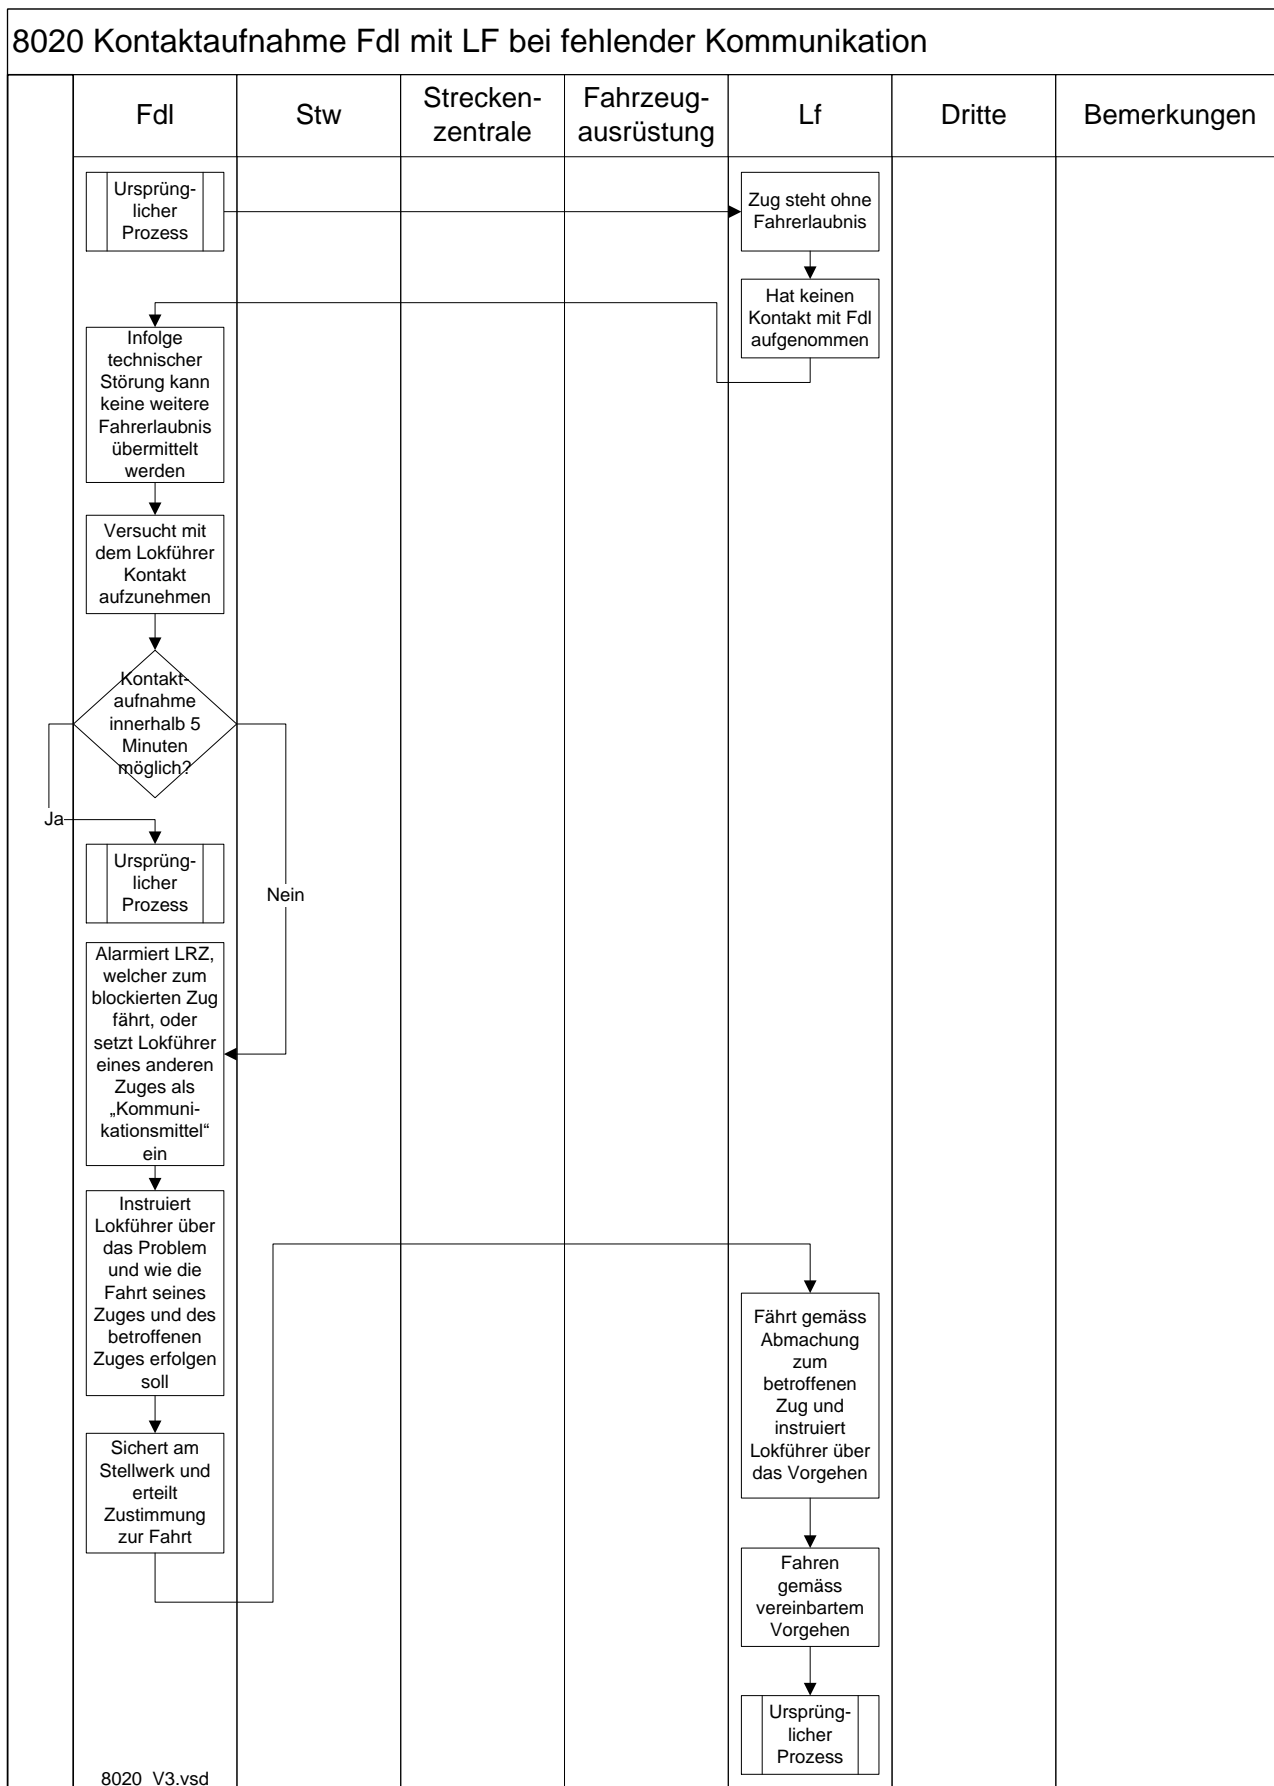 8020 Kontaktaufnahme Fdl mit LF bei fehlender Kommunikation
Fdl
Stw
Strecken-
zentrale
Fahrzeug-
ausrüstung
Lf
Dritte
Bemerkungen
Ursprüng-
licher
Prozess
Zug steht ohne
Fahrerlaubnis
Hat keinen
Kontakt mit Fdl
aufgenommen
Infolge
technischer
Störung kann
keine weitere
Fahrerlaubnis
übermittelt
werden
Versucht mit
dem Lokführer
Kontakt
aufzunehmen
Kontakt-
aufnahme
innerhalb 5
Minuten
möglich?
Ja
Ursprüng-
licher
Prozess
Nein
Alarmiert LRZ,
welcher zum
blockierten Zug
fährt, oder
setzt Lokführer
eines anderen
Zuges als
„Kommuni-
kationsmittel“
ein
Instruiert
Lokführer über
das Problem
und wie die
Fahrt seines
Zuges und des
betroffenen
Zuges erfolgen
soll
Sichert am
Stellwerk und
erteilt
Zustimmung
zur Fahrt
Fährt gemäss
Abmachung
zum
betroffenen
Zug und
instruiert
Lokführer über
das Vorgehen
Fahren
gemäss
vereinbartem
Vorgehen
Ursprüng-
licher
Prozess
8020_V3.vsd